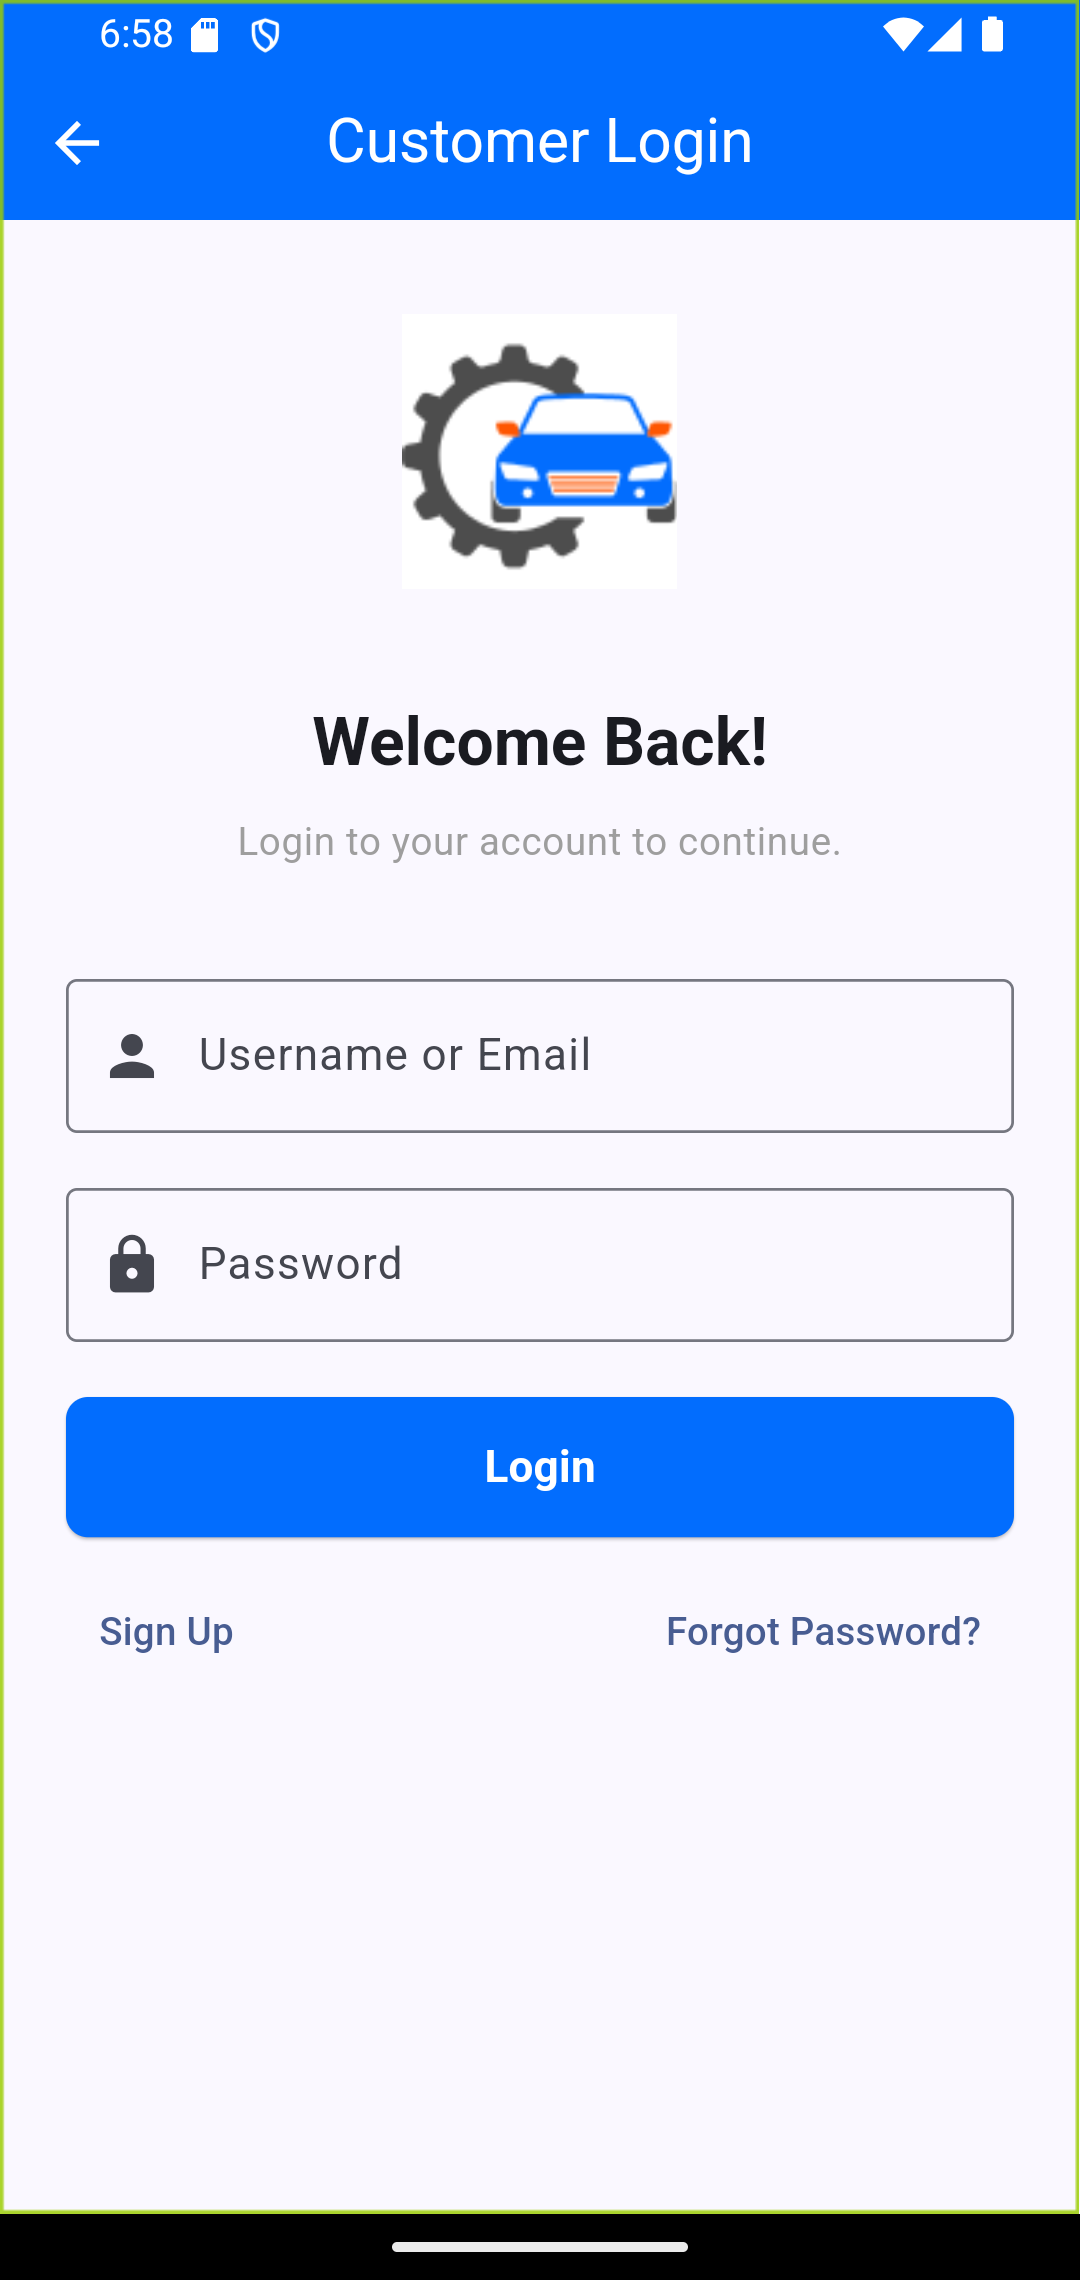 6:58
Customer Login
Welcome Back!
Login to your account to continue.
Username or Email
Password
Login
Sign Up
Forgot Password?